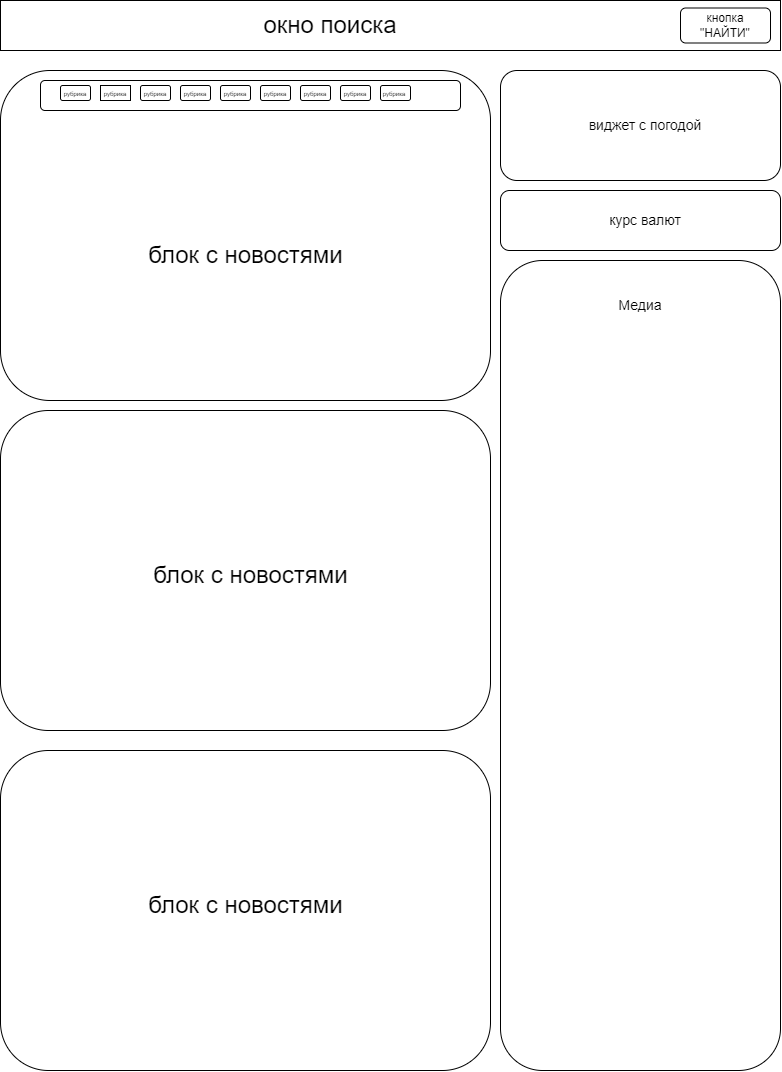 окно поиска
кнопка
"НАЙТИ"
рубрика рубрика рубрика рубрика рубрика рубрика рубрика рубрика рубрика
виджет с погодой
курс валют
блок с новостями
Медиа
блок с новостями
блок с новостями